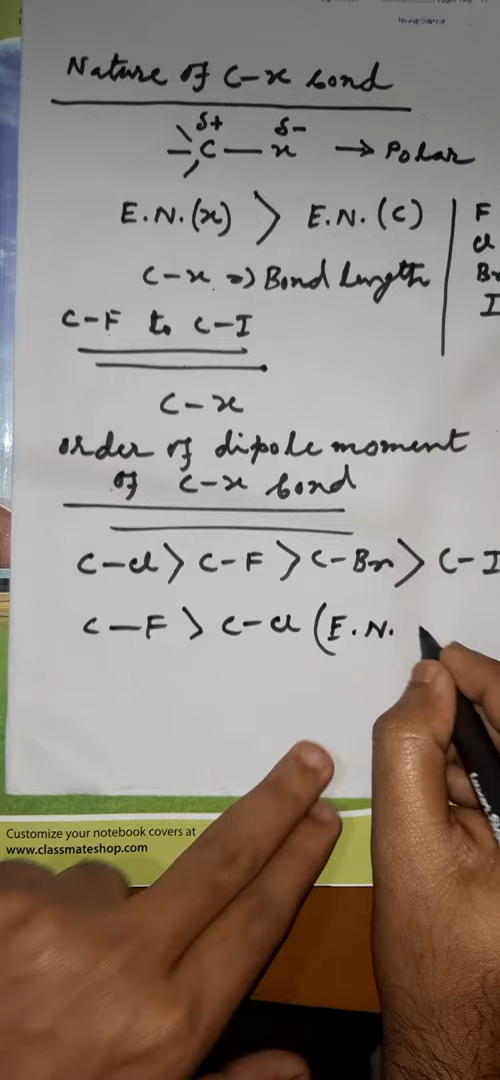 Nature of C-x bond
δ+ δ-
-C-x → Polar
E.N.(x) > E.N.(C)
F
Cl
Br
I
C-x => Bond Length
C-F to C-I
C-x
order of dipole moment
of C-x bond
C-Cl > C-F > C-Br > C-I
C-F > C-Cl (E.N.
Customize your notebook covers at
www.classmateshop.com